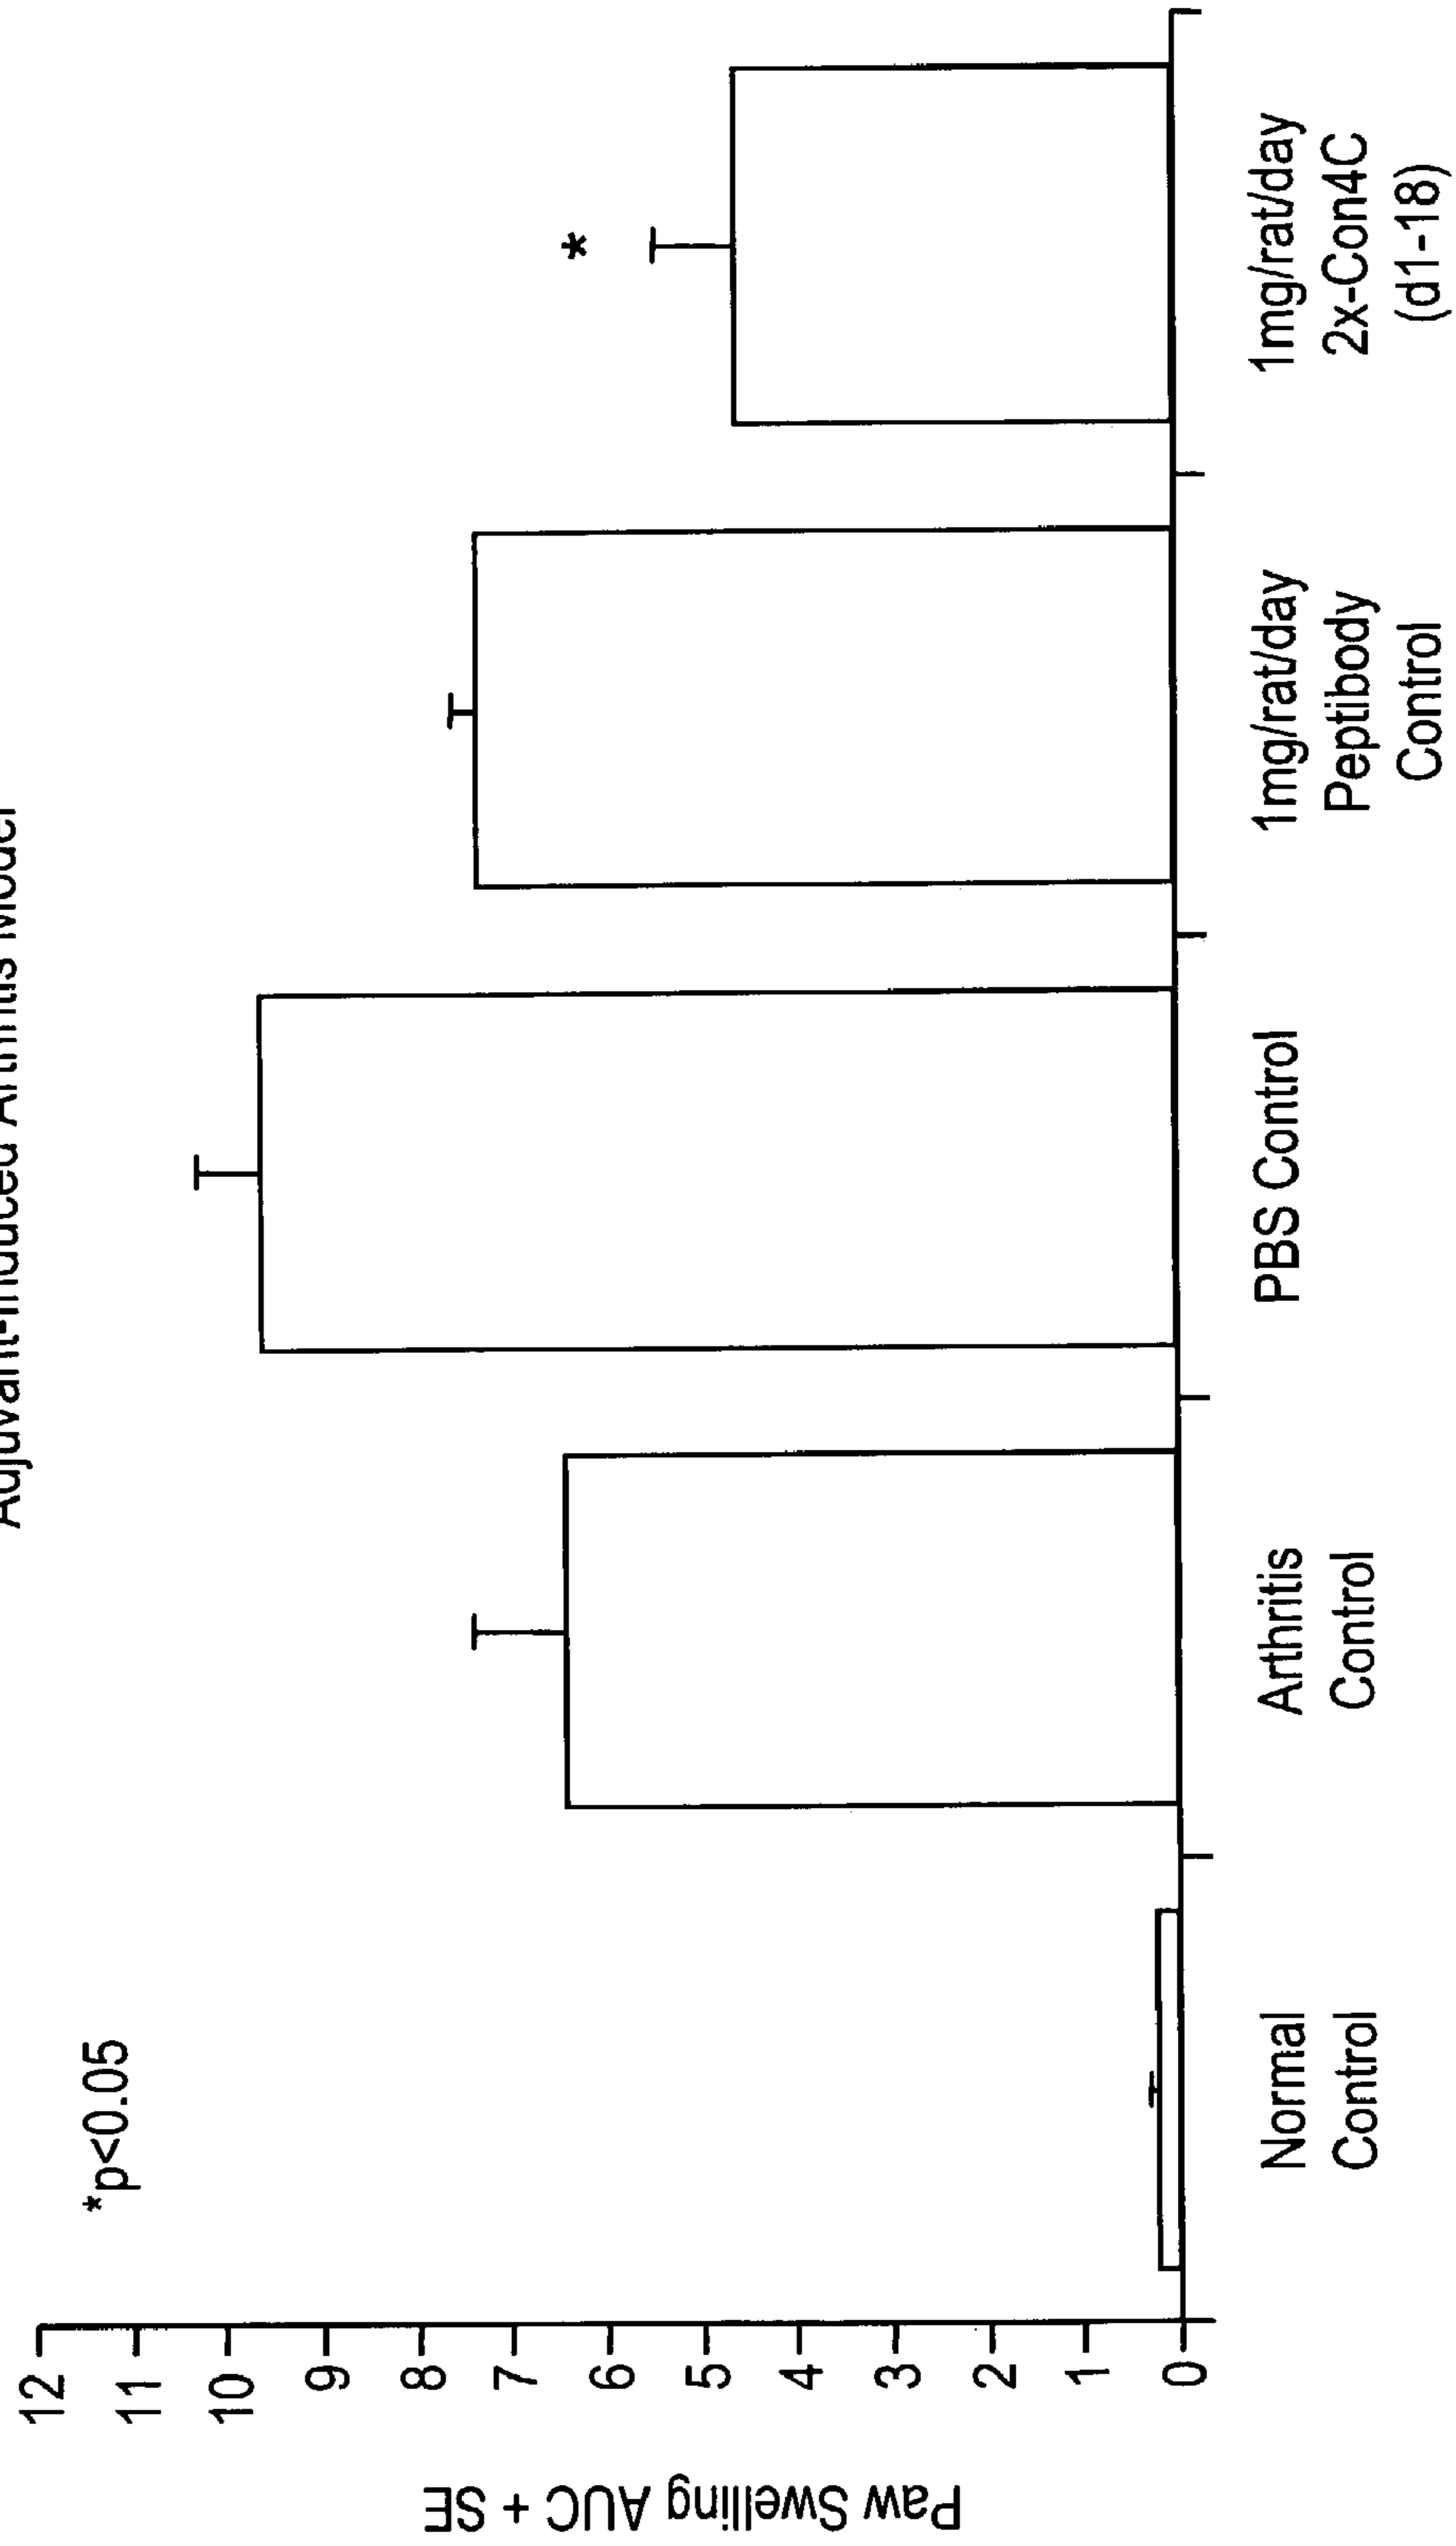 Adjuvant-Induced Arthritis Model
*p<0.05
12
11
10
9
8
7
6
5
4
3
2
1
0
Paw Swelling AUC + SE
*
Normal
Control
Arthritis
Control
PBS Control
1mg/rat/day
Peptibody
Control
1mg/rat/day
2x-Con4C
(d1-18)